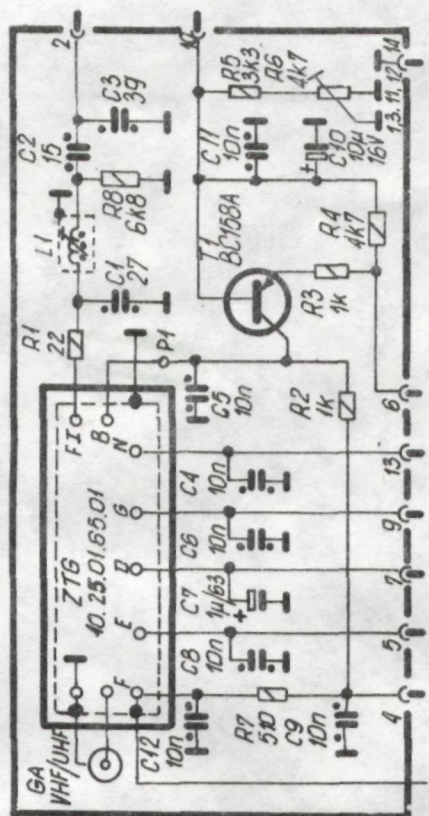 2
10
C3
39
C2
15
R8
6k8
L1
C1
27
R1
22
R5
3k3
R6
4k7
14
12
11,
1,3.
C11
10n
C10
10µ
16V
+
T1
BC158A
R4
4k7
R3
1k
P1
C5
10n
R2
1k
6
FI
B
N
G
D
E
F
ZTG
10.25.01.65.01
C4
10n
13
C6
10n
9
C7
1µ/63
+
7
C8
10n
5
GA
VHF/UHF
C12
10n
R7
510
C9
10n
4